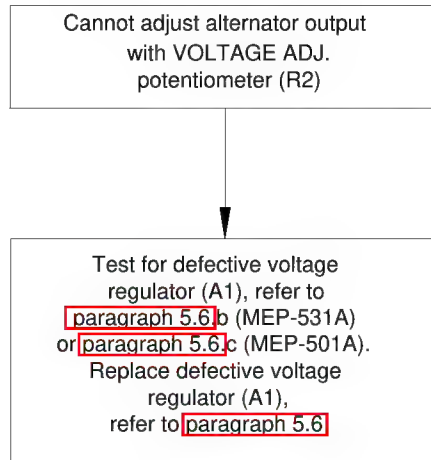 Cannot adjust alternator output
with VOLTAGE ADJ.
potentiometer (R2)
Test for defective voltage
regulator (A1), refer to
paragraph 5.6.b (MEP-531A)
or paragraph 5.6.c (MEP-501A).
Replace defective voltage
regulator (A1),
refer to paragraph 5.6